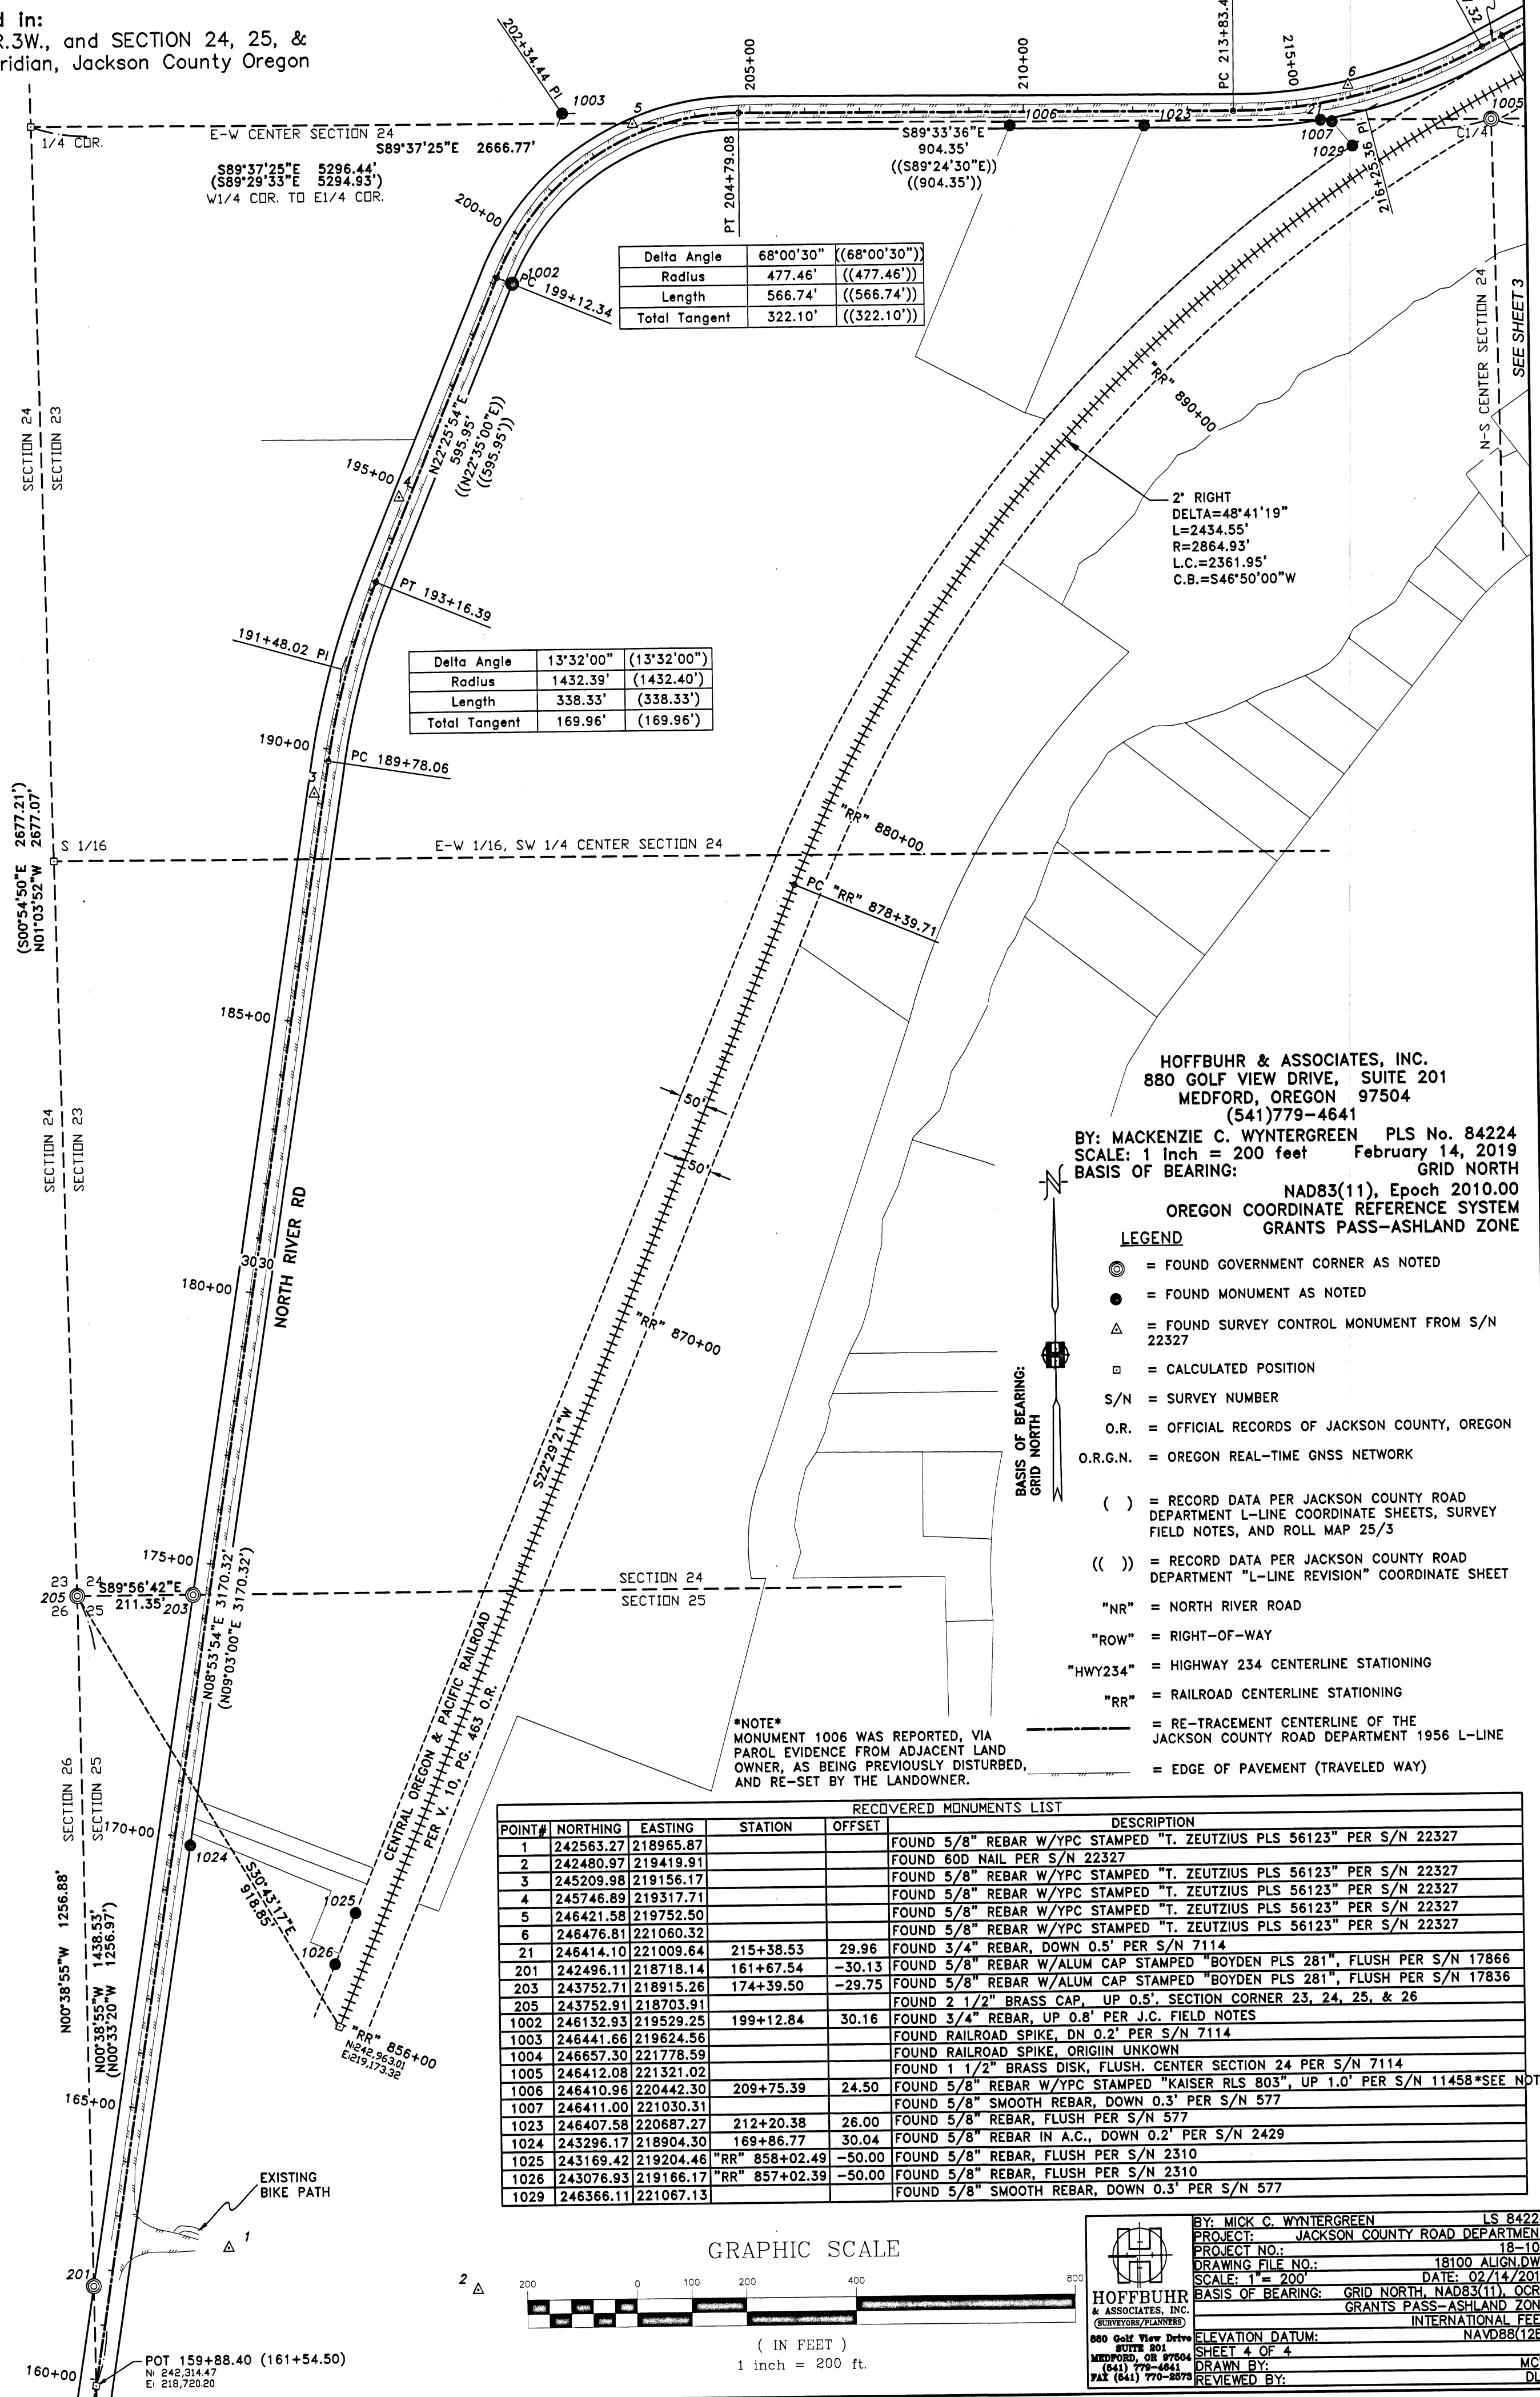 d in:
R.3W., and SECTION 24, 25, &
ridian, Jackson County Oregon
202+34.44 PI
1003
5
205+00
210+00
PC 213+83.4
215+00
6
7.32
1/4 COR.
E-W CENTER SECTION 24
S89°37'25"E 2666.77'
S89°37'25"E 5296.44'
(S89°29'33"E 5294.93')
W1/4 COR. TO E1/4 COR.
PT 204+79.08
1006
1023
21
1007
1029
216+25.36 PI
C1/4
1005
S89°33'36"E
904.35'
((S89°24'30"E))
((904.35'))
200+00
1002
PC 199+12.34
Delta Angle 68°00'30" ((68°00'30"))
Radius 477.46' ((477.46'))
Length 566.74' ((566.74'))
Total Tangent 322.10' ((322.10'))
N-S CENTER SECTION 24
SEE SHEET 3
"RR" 890+00
SECTION 24
SECTION 23
195+00
4
N22°25'54"E
595.95'
((N22°35'00"E))
((595.95'))
2° RIGHT
DELTA=48°41'19"
L=2434.55'
R=2864.93'
L.C.=2361.95'
C.B.=S46°50'00"W
PT 193+16.39
191+48.02 PI
Delta Angle 13°32'00" (13°32'00")
Radius 1432.39' (1432.40')
Length 338.33' (338.33')
Total Tangent 169.96' (169.96')
190+00
PC 189+78.06
3
(S00°54'50"E 2677.21')
N01°03'52"W 2677.07'
S 1/16
E-W 1/16, SW 1/4 CENTER SECTION 24
"RR" 880+00
PC "RR" 878+39.71
185+00
50'
50'
SECTION 24
SECTION 23
NORTH RIVER RD
30
30
180+00
"RR" 870+00
S22°29'21"W
HOFFBUHR & ASSOCIATES, INC.
880 GOLF VIEW DRIVE, SUITE 201
MEDFORD, OREGON 97504
(541)779-4641
BY: MACKENZIE C. WYNTERGREEN PLS No. 84224
SCALE: 1 inch = 200 feet February 14, 2019
BASIS OF BEARING: GRID NORTH
NAD83(11), Epoch 2010.00
OREGON COORDINATE REFERENCE SYSTEM
GRANTS PASS-ASHLAND ZONE
N
BASIS OF BEARING:
GRID NORTH
LEGEND
= FOUND GOVERNMENT CORNER AS NOTED
= FOUND MONUMENT AS NOTED
= FOUND SURVEY CONTROL MONUMENT FROM S/N
22327
= CALCULATED POSITION
S/N = SURVEY NUMBER
O.R. = OFFICIAL RECORDS OF JACKSON COUNTY, OREGON
O.R.G.N. = OREGON REAL-TIME GNSS NETWORK
( ) = RECORD DATA PER JACKSON COUNTY ROAD
DEPARTMENT L-LINE COORDINATE SHEETS, SURVEY
FIELD NOTES, AND ROLL MAP 25/3
(( )) = RECORD DATA PER JACKSON COUNTY ROAD
DEPARTMENT "L-LINE REVISION" COORDINATE SHEET
"NR" = NORTH RIVER ROAD
"ROW" = RIGHT-OF-WAY
"HWY234" = HIGHWAY 234 CENTERLINE STATIONING
"RR" = RAILROAD CENTERLINE STATIONING
= RE-TRACEMENT CENTERLINE OF THE
JACKSON COUNTY ROAD DEPARTMENT 1956 L-LINE
= EDGE OF PAVEMENT (TRAVELED WAY)
175+00
23 24
S89°56'42"E
211.35'
205
26 25
203
SECTION 24
SECTION 25
N08°53'54"E 3170.32'
(N09°03'00"E 3170.32')
CENTRAL OREGON & PACIFIC RAILROAD
PER V. 10, PG. 463 O.R.
*NOTE*
MONUMENT 1006 WAS REPORTED, VIA
PAROL EVIDENCE FROM ADJACENT LAND
OWNER, AS BEING PREVIOUSLY DISTURBED,
AND RE-SET BY THE LANDOWNER.
SECTION 26
SECTION 25
170+00
1024
S30°43'17"E
918.85'
1025
1026
"RR" 856+00
N:242,963.01
E:219,173.32
N00°38'55"W 1256.88'
N00°38'55"W 1438.53'
(N00°33'20"W 1256.97')
165+00
RECOVERED MONUMENTS LIST
POINT# NORTHING EASTING STATION OFFSET DESCRIPTION
1 242563.27 218965.87 FOUND 5/8" REBAR W/YPC STAMPED "T. ZEUTZIUS PLS 56123" PER S/N 22327
2 242480.97 219419.91 FOUND 60D NAIL PER S/N 22327
3 245209.98 219156.17 FOUND 5/8" REBAR W/YPC STAMPED "T. ZEUTZIUS PLS 56123" PER S/N 22327
4 245746.89 219317.71 FOUND 5/8" REBAR W/YPC STAMPED "T. ZEUTZIUS PLS 56123" PER S/N 22327
5 246421.58 219752.50 FOUND 5/8" REBAR W/YPC STAMPED "T. ZEUTZIUS PLS 56123" PER S/N 22327
6 246476.81 221060.32 FOUND 5/8" REBAR W/YPC STAMPED "T. ZEUTZIUS PLS 56123" PER S/N 22327
21 246414.10 221009.64 215+38.53 29.96 FOUND 3/4" REBAR, DOWN 0.5' PER S/N 7114
201 242496.11 218718.14 161+67.54 -30.13 FOUND 5/8" REBAR W/ALUM CAP STAMPED "BOYDEN PLS 281", FLUSH PER S/N 17866
203 243752.71 218915.26 174+39.50 -29.75 FOUND 5/8" REBAR W/ALUM CAP STAMPED "BOYDEN PLS 281", FLUSH PER S/N 17836
205 243752.91 218703.91 FOUND 2 1/2" BRASS CAP, UP 0.5'. SECTION CORNER 23, 24, 25, & 26
1002 246132.93 219529.25 199+12.84 30.16 FOUND 3/4" REBAR, UP 0.8' PER J.C. FIELD NOTES
1003 246441.66 219624.56 FOUND RAILROAD SPIKE, DN 0.2' PER S/N 7114
1004 246657.30 221778.59 FOUND RAILROAD SPIKE, ORIGIIN UNKOWN
1005 246412.08 221321.02 FOUND 1 1/2" BRASS DISK, FLUSH. CENTER SECTION 24 PER S/N 7114
1006 246410.96 220442.30 209+75.39 24.50 FOUND 5/8" REBAR W/YPC STAMPED "KAISER RLS 803", UP 1.0' PER S/N 11458*SEE NOT
1007 246411.00 221030.31 FOUND 5/8" SMOOTH REBAR, DOWN 0.3' PER S/N 577
1023 246407.58 220687.27 212+20.38 26.00 FOUND 5/8" REBAR, FLUSH PER S/N 577
1024 243296.17 218904.30 169+86.77 30.04 FOUND 5/8" REBAR IN A.C., DOWN 0.2' PER S/N 2429
1025 243169.42 219204.46 "RR" 858+02.49 -50.00 FOUND 5/8" REBAR, FLUSH PER S/N 2310
1026 243076.93 219166.17 "RR" 857+02.39 -50.00 FOUND 5/8" REBAR, FLUSH PER S/N 2310
1029 246366.11 221067.13 FOUND 5/8" SMOOTH REBAR, DOWN 0.3' PER S/N 577
EXISTING
BIKE PATH
1
201
2
160+00
POT 159+88.40 (161+54.50)
N: 242,314.47
E: 218,720.20
GRAPHIC SCALE
200 0 100 200 400 800
( IN FEET )
1 inch = 200 ft.
H
HOFFBUHR
& ASSOCIATES, INC.
(SURVEYORS/PLANNERS)
880 Golf View Drive
SUITE 201
MEDFORD, OR 97504
(541) 779-4641
FAX (541) 770-2573
BY: MICK C. WYNTERGREEN LS 8422
PROJECT: JACKSON COUNTY ROAD DEPARTMEN
PROJECT NO.: 18-10
DRAWING FILE NO.: 18100 ALIGN.DW
SCALE: 1"= 200' DATE: 02/14/201
BASIS OF BEARING: GRID NORTH, NAD83(11), OCR
GRANTS PASS-ASHLAND ZON
INTERNATIONAL FEE
ELEVATION DATUM: NAVD88(12B
SHEET 4 OF 4
DRAWN BY: MC
REVIEWED BY: DL